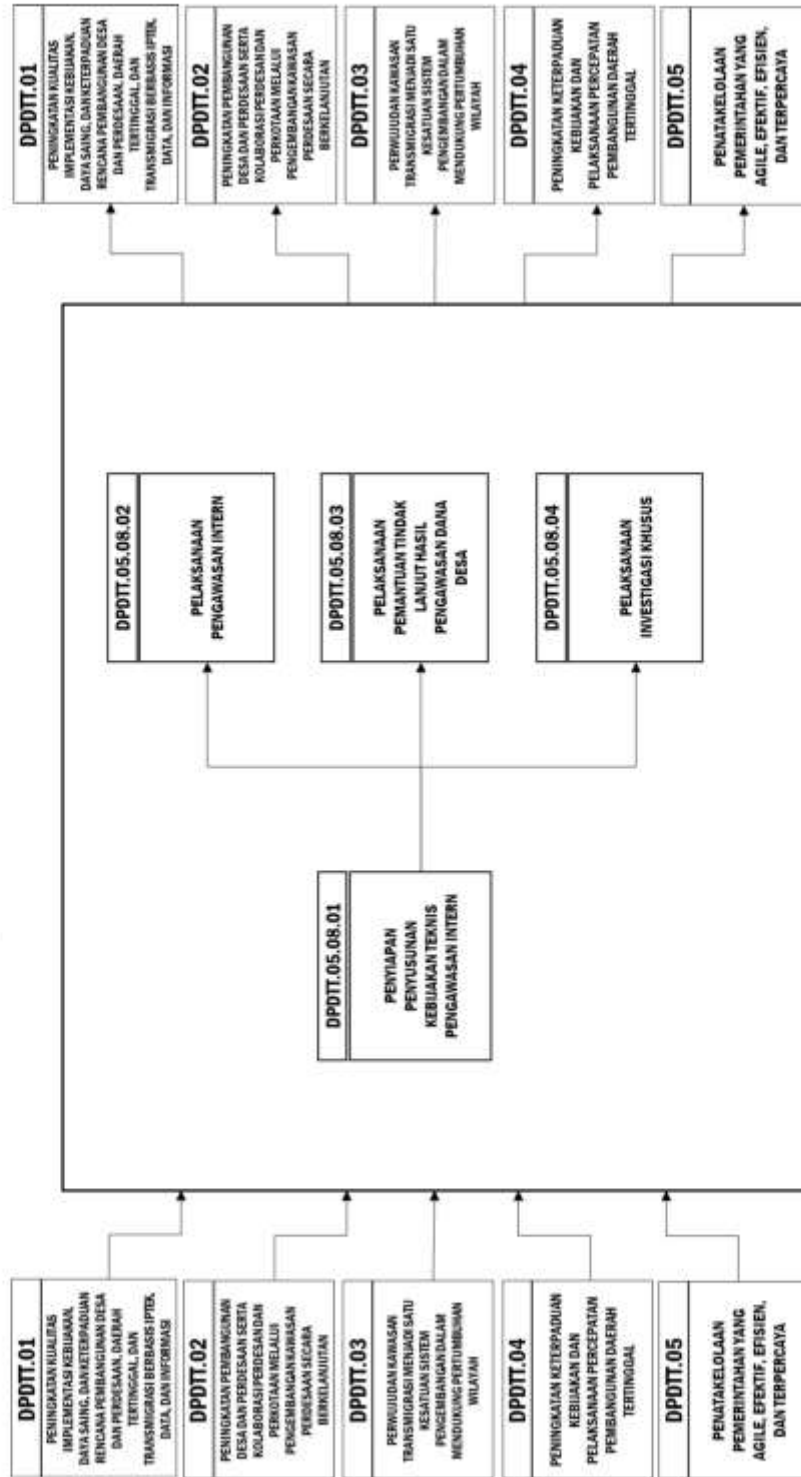 DPDTT.01
PENINGKATAN KUALITAS
IMPLEMENTASI KEBIJAKAN,
DAYA SAING, DAN KETERPADUAN
RENCANA PEMBANGUNAN DESA
DAN PERDESAAN, DAERAH
TERTINGGAL, DAN
TRANSMIGRASI BERBASIS IPTEK,
DATA, DAN INFORMASI
DPDTT.02
PENINGKATAN PEMBANGUNAN
DESA DAN PERDESAAN SERTA
KOLABORASI PERDESAN DAN
PERKOTAAN MELALUI
PENGEMBANGAN KAWASAN
PERDESAAN SECARA
BERKELANJUTAN
DPDTT.03
PERWUJUDAN KAWASAN
TRANSMIGRASI MENJADI SATU
KESATUAN SISTEM
PENGEMBANGAN DALAM
MENDUKUNG PERTUMBUHAN
WILAYAH
DPDTT.04
PENINGKATAN KETERPADUAN
KEBIJAKAN DAN
PELAKSANAAN PERCEPATAN
PEMBANGUNAN DAERAH
TERTINGGAL
DPDTT.05
PENATAKELOLAAN
PEMERINTAHAN YANG
AGILE, EFEKTIF, EFISIEN,
DAN TERPERCAYA
DPDTT.05.08.01
PENYIAPAN
PENYUSUNAN
KEBIJAKAN TEKNIS
PENGAWASAN INTERN
DPDTT.05.08.02
PELAKSANAAN
PENGAWASAN INTERN
DPDTT.05.08.03
PELAKSANAAN
PEMANTUAN TINDAK
LANJUT HASIL
PENGAWASAN DANA
DESA
DPDTT.05.08.04
PELAKSANAAN
INVESTIGASI KHUSUS
DPDTT.01
PENINGKATAN KUALITAS
IMPLEMENTASI KEBIJAKAN,
DAYA SAING, DAN KETERPADUAN
RENCANA PEMBANGUNAN DESA
DAN PERDESAAN, DAERAH
TERTINGGAL, DAN
TRANSMIGRASI BERBASIS IPTEK,
DATA, DAN INFORMASI
DPDTT.02
PENINGKATAN PEMBANGUNAN
DESA DAN PERDESAAN SERTA
KOLABORASI PERDESAN DAN
PERKOTAAN MELALUI
PENGEMBANGAN KAWASAN
PERDESAAN SECARA
BERKELANJUTAN
DPDTT.03
PERWUJUDAN KAWASAN
TRANSMIGRASI MENJADI SATU
KESATUAN SISTEM
PENGEMBANGAN DALAM
MENDUKUNG PERTUMBUHAN
WILAYAH
DPDTT.04
PENINGKATAN KETERPADUAN
KEBIJAKAN DAN
PELAKSANAAN PERCEPATAN
PEMBANGUNAN DAERAH
TERTINGGAL
DPDTT.05
PENATAKELOLAAN
PEMERINTAHAN YANG
AGILE, EFEKTIF, EFISIEN,
DAN TERPERCAYA